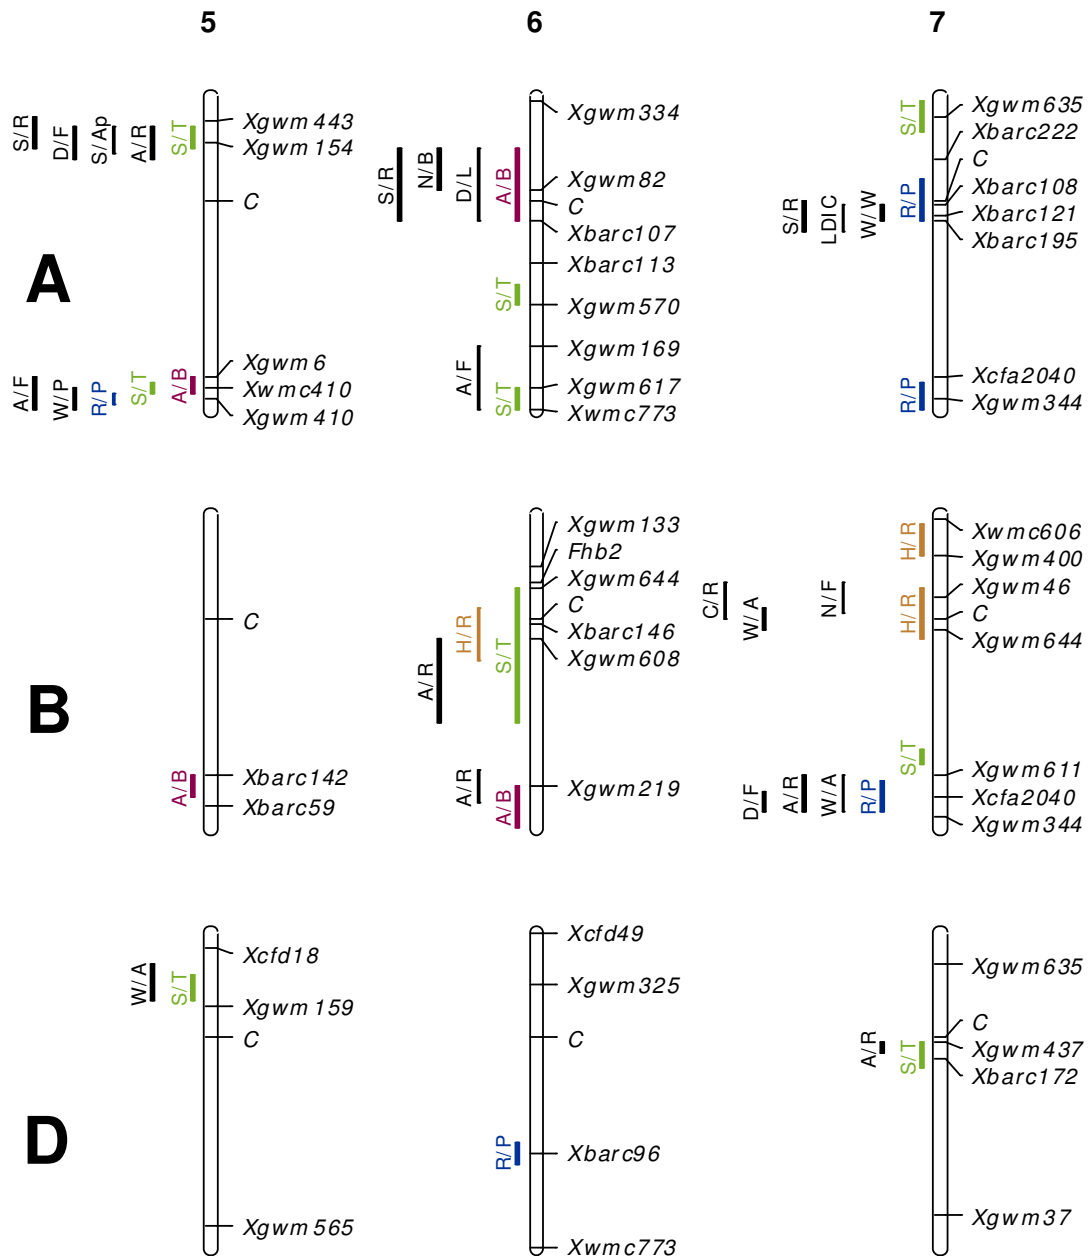 5 6 7
A
S/R D/F S/Ap A/R S/T
Xgwm443
Xgwm154
C
A/F W/P R/P S/T A/B
Xgwm6
Xwmc410
Xgwm410
S/R N/B D/L A/B
S/T
A/F S/T
Xgwm334
Xgwm82
C
Xbarc107
Xbarc113
Xgwm570
Xgwm169
Xgwm617
Xwmc773
S/T
S/R LDIC W/W R/P
R/P
Xgwm635
Xbarc222
C
Xbarc108
Xbarc121
Xbarc195
Xcfa2040
Xgwm344
B
C
A/B
Xbarc142
Xbarc59
A/R H/R S/T
A/R A/B
Xgwm133
Fhb2
Xgwm644
C
Xbarc146
Xgwm608
Xgwm219
H/R
C/R W/A N/F H/R
S/T
D/F A/R W/A R/P
Xwmc606
Xgwm400
Xgwm46
C
Xgwm644
Xgwm611
Xcfa2040
Xgwm344
D
W/A S/T
Xcfd18
Xgwm159
C
Xgwm565
R/P
Xcfd49
Xgwm325
C
Xbarc96
Xwmc773
A/R S/T
Xgwm635
C
Xgwm437
Xbarc172
Xgwm37